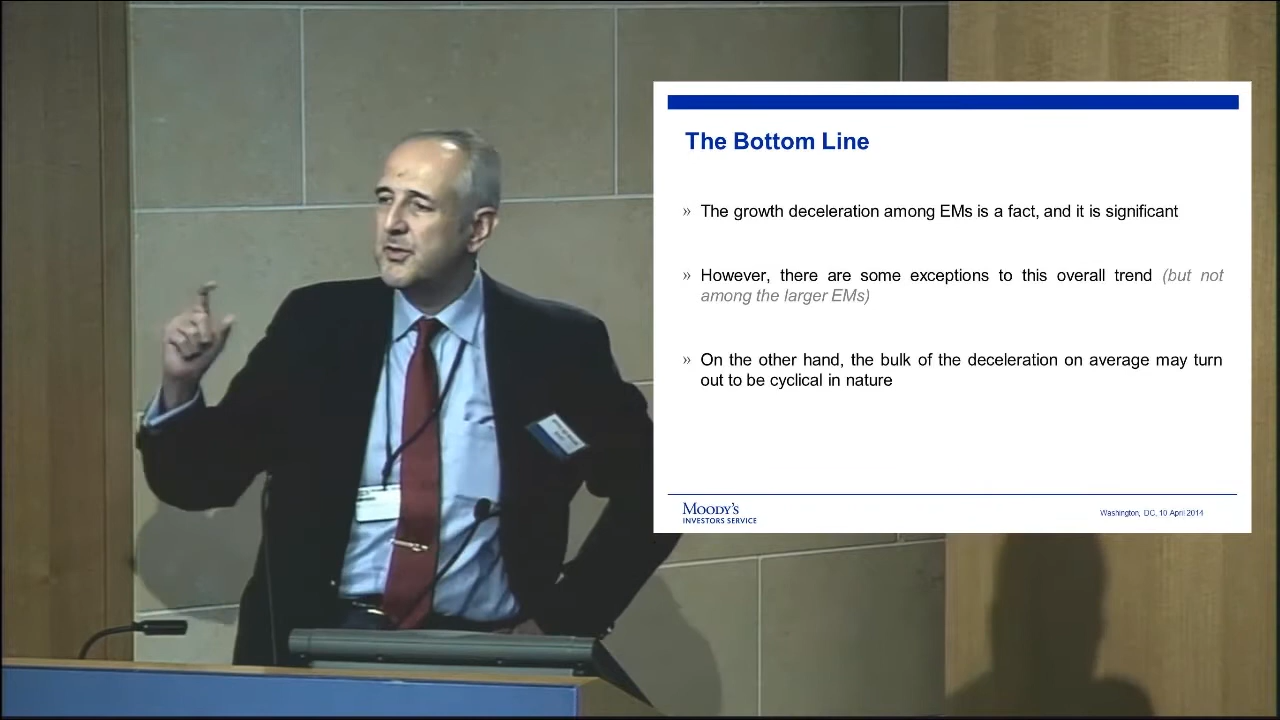 The Bottom Line
» The growth deceleration among EMs is a fact, and it is significant
» However, there are some exceptions to this overall trend (but not
among the larger EMs)
» On the other hand, the bulk of the deceleration on average may turn
out to be cyclical in nature
MOODY'S
INVESTORS SERVICE
Washington, DC, 10 April 2014